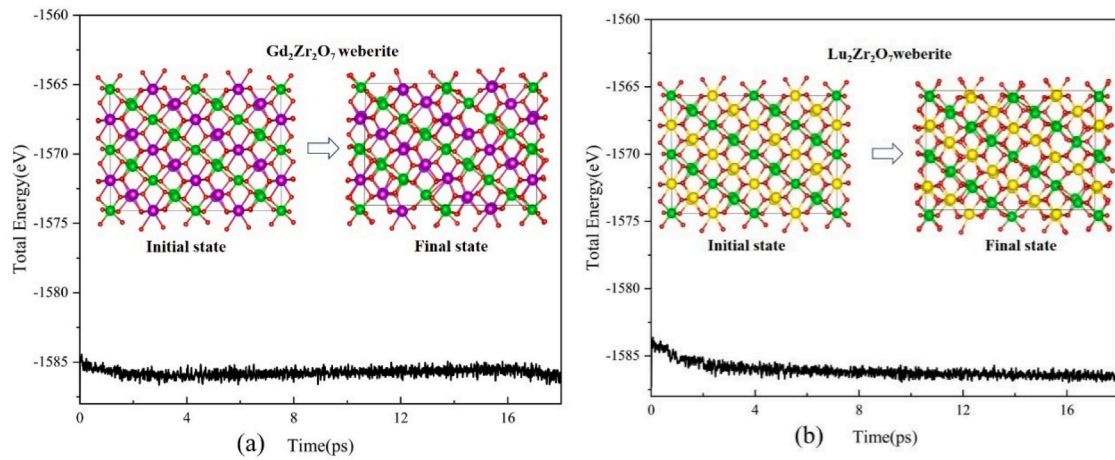 -1560
-1565
-1570
-1575
-1580
-1585
Total Energy(eV)
Gd₂Zr₂O₇ weberite
Initial state
Final state
0
4
8
12
16
(a) Time(ps)
-1560
-1565
-1570
-1575
-1580
-1585
Total Energy(eV)
Lu₂Zr₂O₇weberite
Initial state
Final state
0
4
8
12
16
(b)
Time(ps)